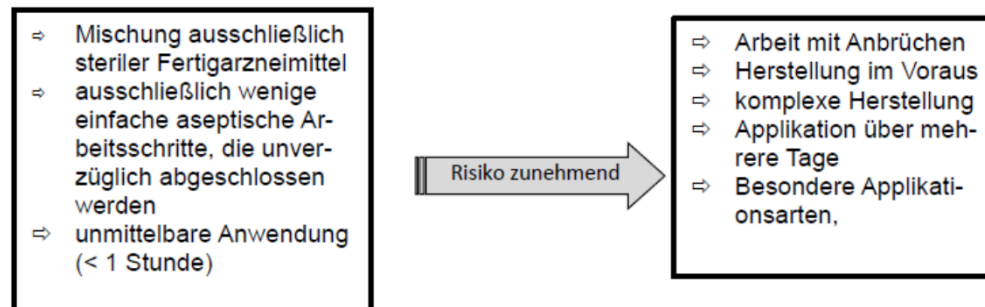 ⇨ Mischung ausschließlich
steriler Fertigarzneimittel
⇨ ausschließlich wenige
einfache aseptische Ar-
beitsschritte, die unver-
züglich abgeschlossen
werden
⇨ unmittelbare Anwendung
(< 1 Stunde)
Risiko zunehmend
⇨ Arbeit mit Anbrüchen
⇨ Herstellung im Voraus
⇨ komplexe Herstellung
⇨ Applikation über meh-
rere Tage
⇨ Besondere Applikati-
onsarten,